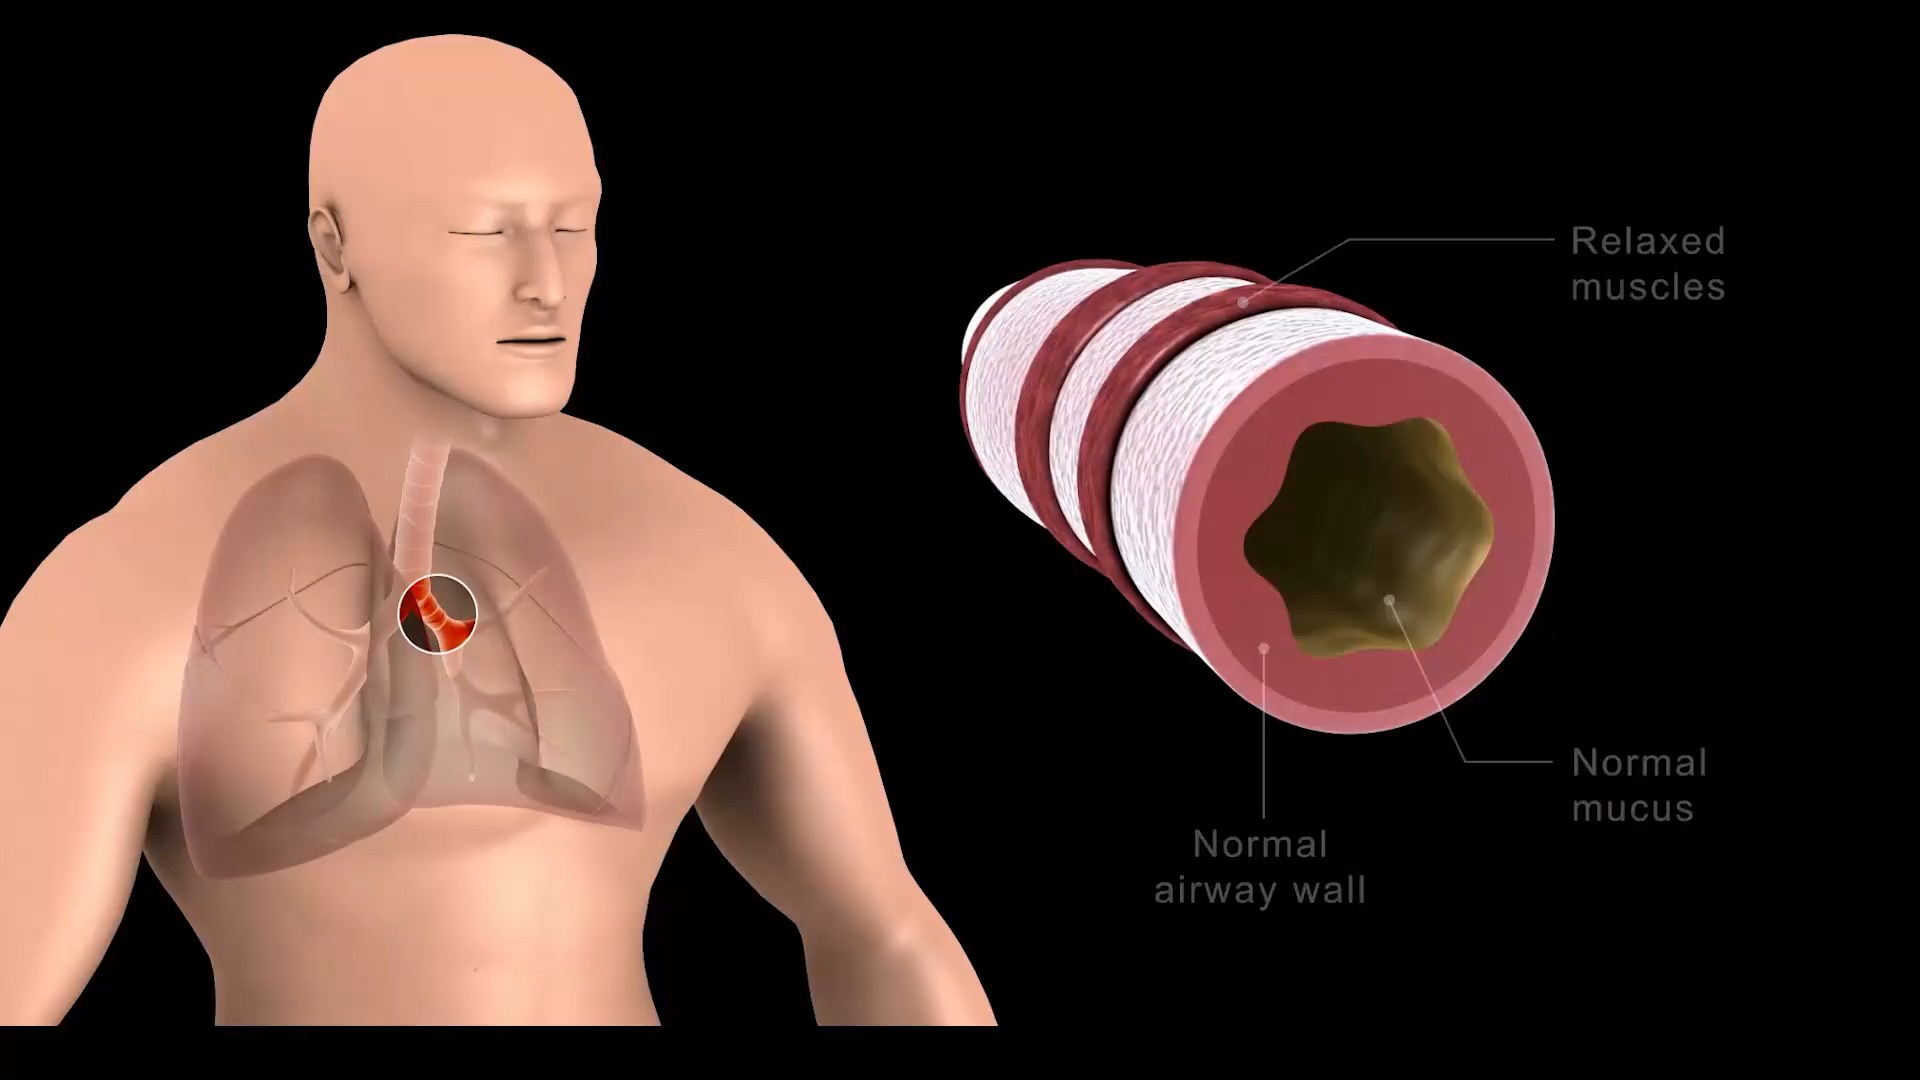 Relaxed
muscles
Normal
mucus
Normal
airway wall